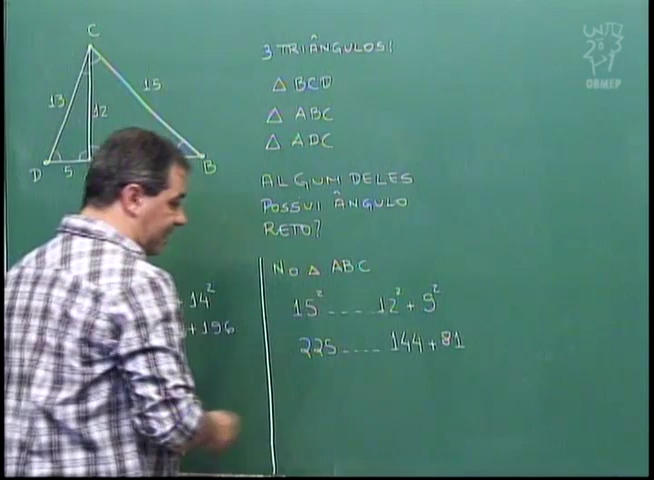 C
13
15
12
D
5
B
3 TRIÂNGULOS!
△ BCD
△ ABC
△ ADC
ALGUM DELES
POSSUI ÂNGULO
RETO?
+ 14²
+ 196
NO △ ABC
15² .... 12² + 9²
225 .... 144 + 81
OBMEP